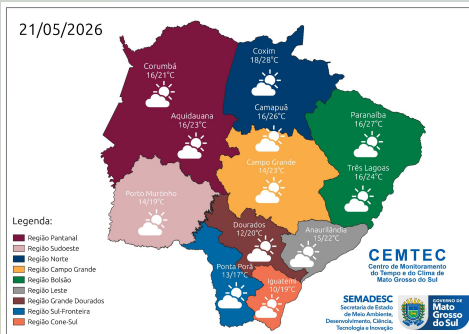 21/05/2026
Coxim
18/28°C
Corumbá
16/21°C
Camapuã
16/26°C
Paranaíba
16/27°C
Aquidauana
16/23°C
Campo Grande
14/23°C
Três Lagoas
16/24°C
Porto Murtinho
14/19°C
Dourados
12/20°C
Anaurilândia
15/22°C
Ponta Porã
13/17°C
Iguatemi
10/19°C
Legenda:
Região Pantanal
Região Sudoeste
Região Norte
Região Campo Grande
Região Bolsão
Região Leste
Região Grande Dourados
Região Sul-Fronteira
Região Cone-Sul
CEMTEC
Centro de Monitoramento
do Tempo e do Clima de
Mato Grosso do Sul
SEMADESC
Secretaria de Estado
de Meio Ambiente,
Desenvolvimento, Ciência,
Tecnologia e Inovação
GOVERNO DE
Mato
Grosso
do Sul